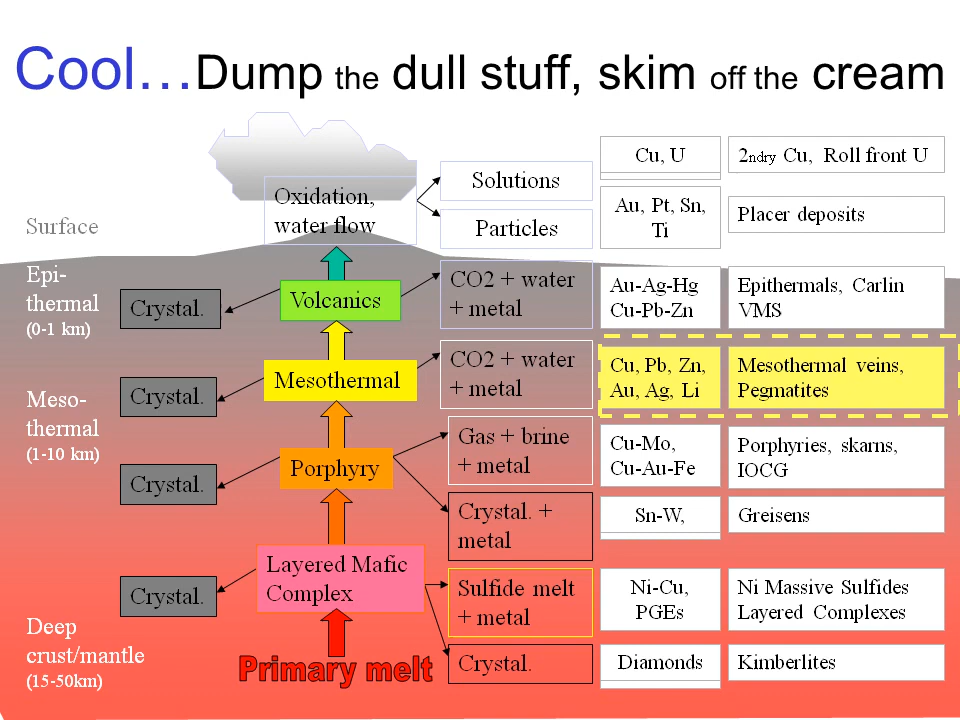 Cool…Dump the dull stuff, skim off the cream
Cu, U
2ndry Cu, Roll front U
Solutions
Oxidation,
water flow
Au, Pt, Sn,
Ti
Placer deposits
Particles
Surface
Epi-
thermal
(0-1 km)
Crystal.
Volcanics
CO2 + water
+ metal
Au-Ag-Hg
Cu-Pb-Zn
Epithermals, Carlin
VMS
Meso-
thermal
(1-10 km)
Crystal.
Mesothermal
CO2 + water
+ metal
Cu, Pb, Zn,
Au, Ag, Li
Mesothermal veins,
Pegmatites
Crystal.
Porphyry
Gas + brine
+ metal
Cu-Mo,
Cu-Au-Fe
Porphyries, skarns,
IOCG
Crystal. +
metal
Sn-W,
Greisens
Crystal.
Layered Mafic
Complex
Sulfide melt
+ metal
Ni-Cu,
PGEs
Ni Massive Sulfides
Layered Complexes
Deep
crust/mantle
(15-50km)
Primary melt
Crystal.
Diamonds
Kimberlites